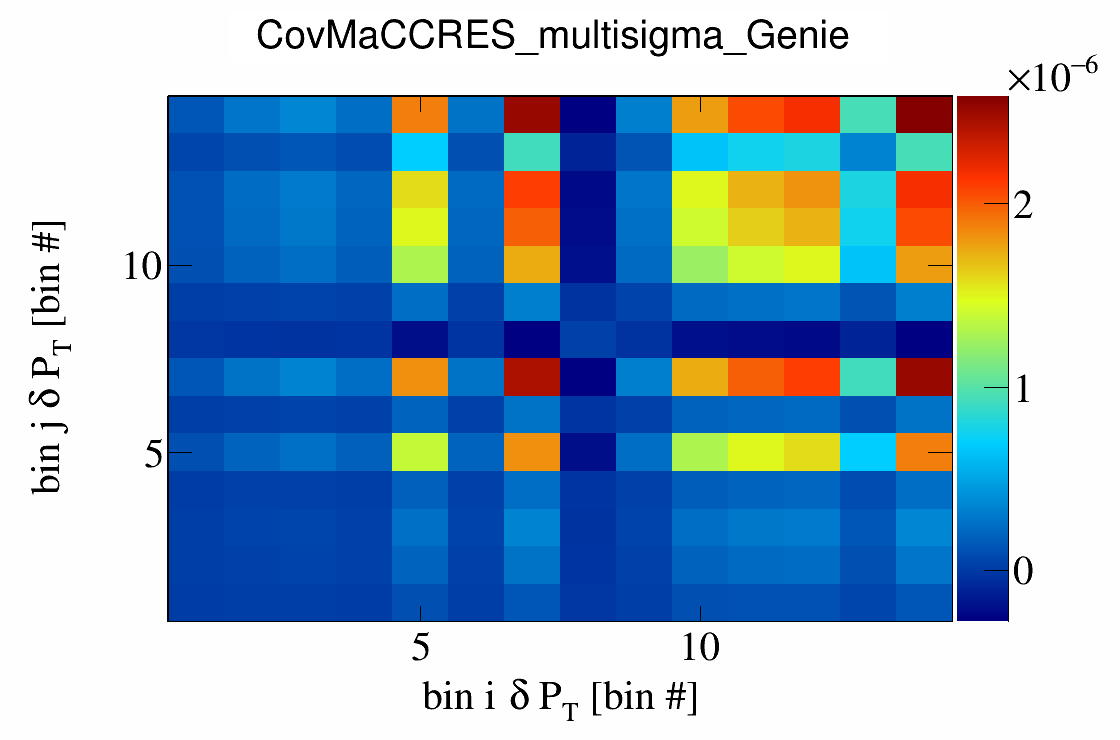 CovMaCCRES_multisigma_Genie
×10⁻⁶
2
1
0
10
5
bin j δ P_T [bin #]
5 10
bin i δ P_T [bin #]